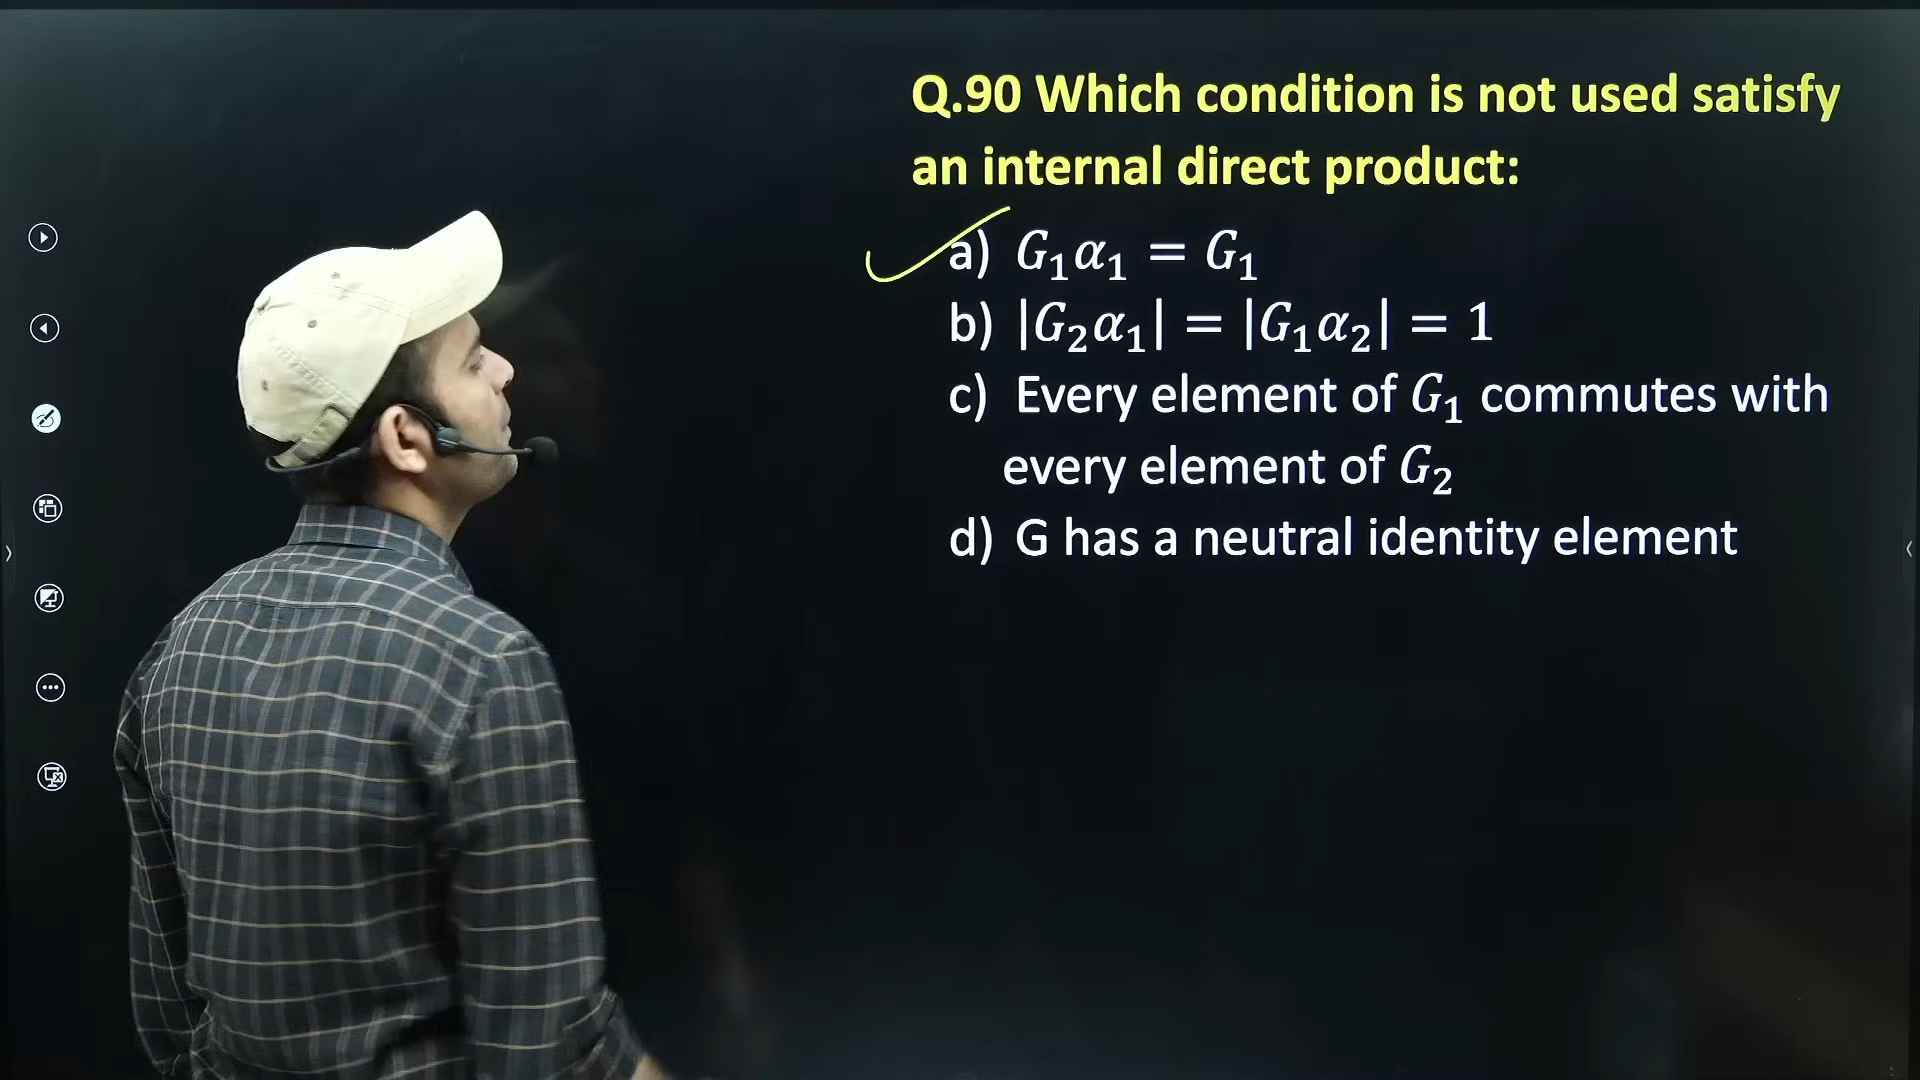 Q.90 Which condition is not used satisfy
an internal direct product:
a) G₁α₁ = G₁
b) |G₂α₁| = |G₁α₂| = 1
c) Every element of G₁ commutes with
every element of G₂
d) G has a neutral identity element